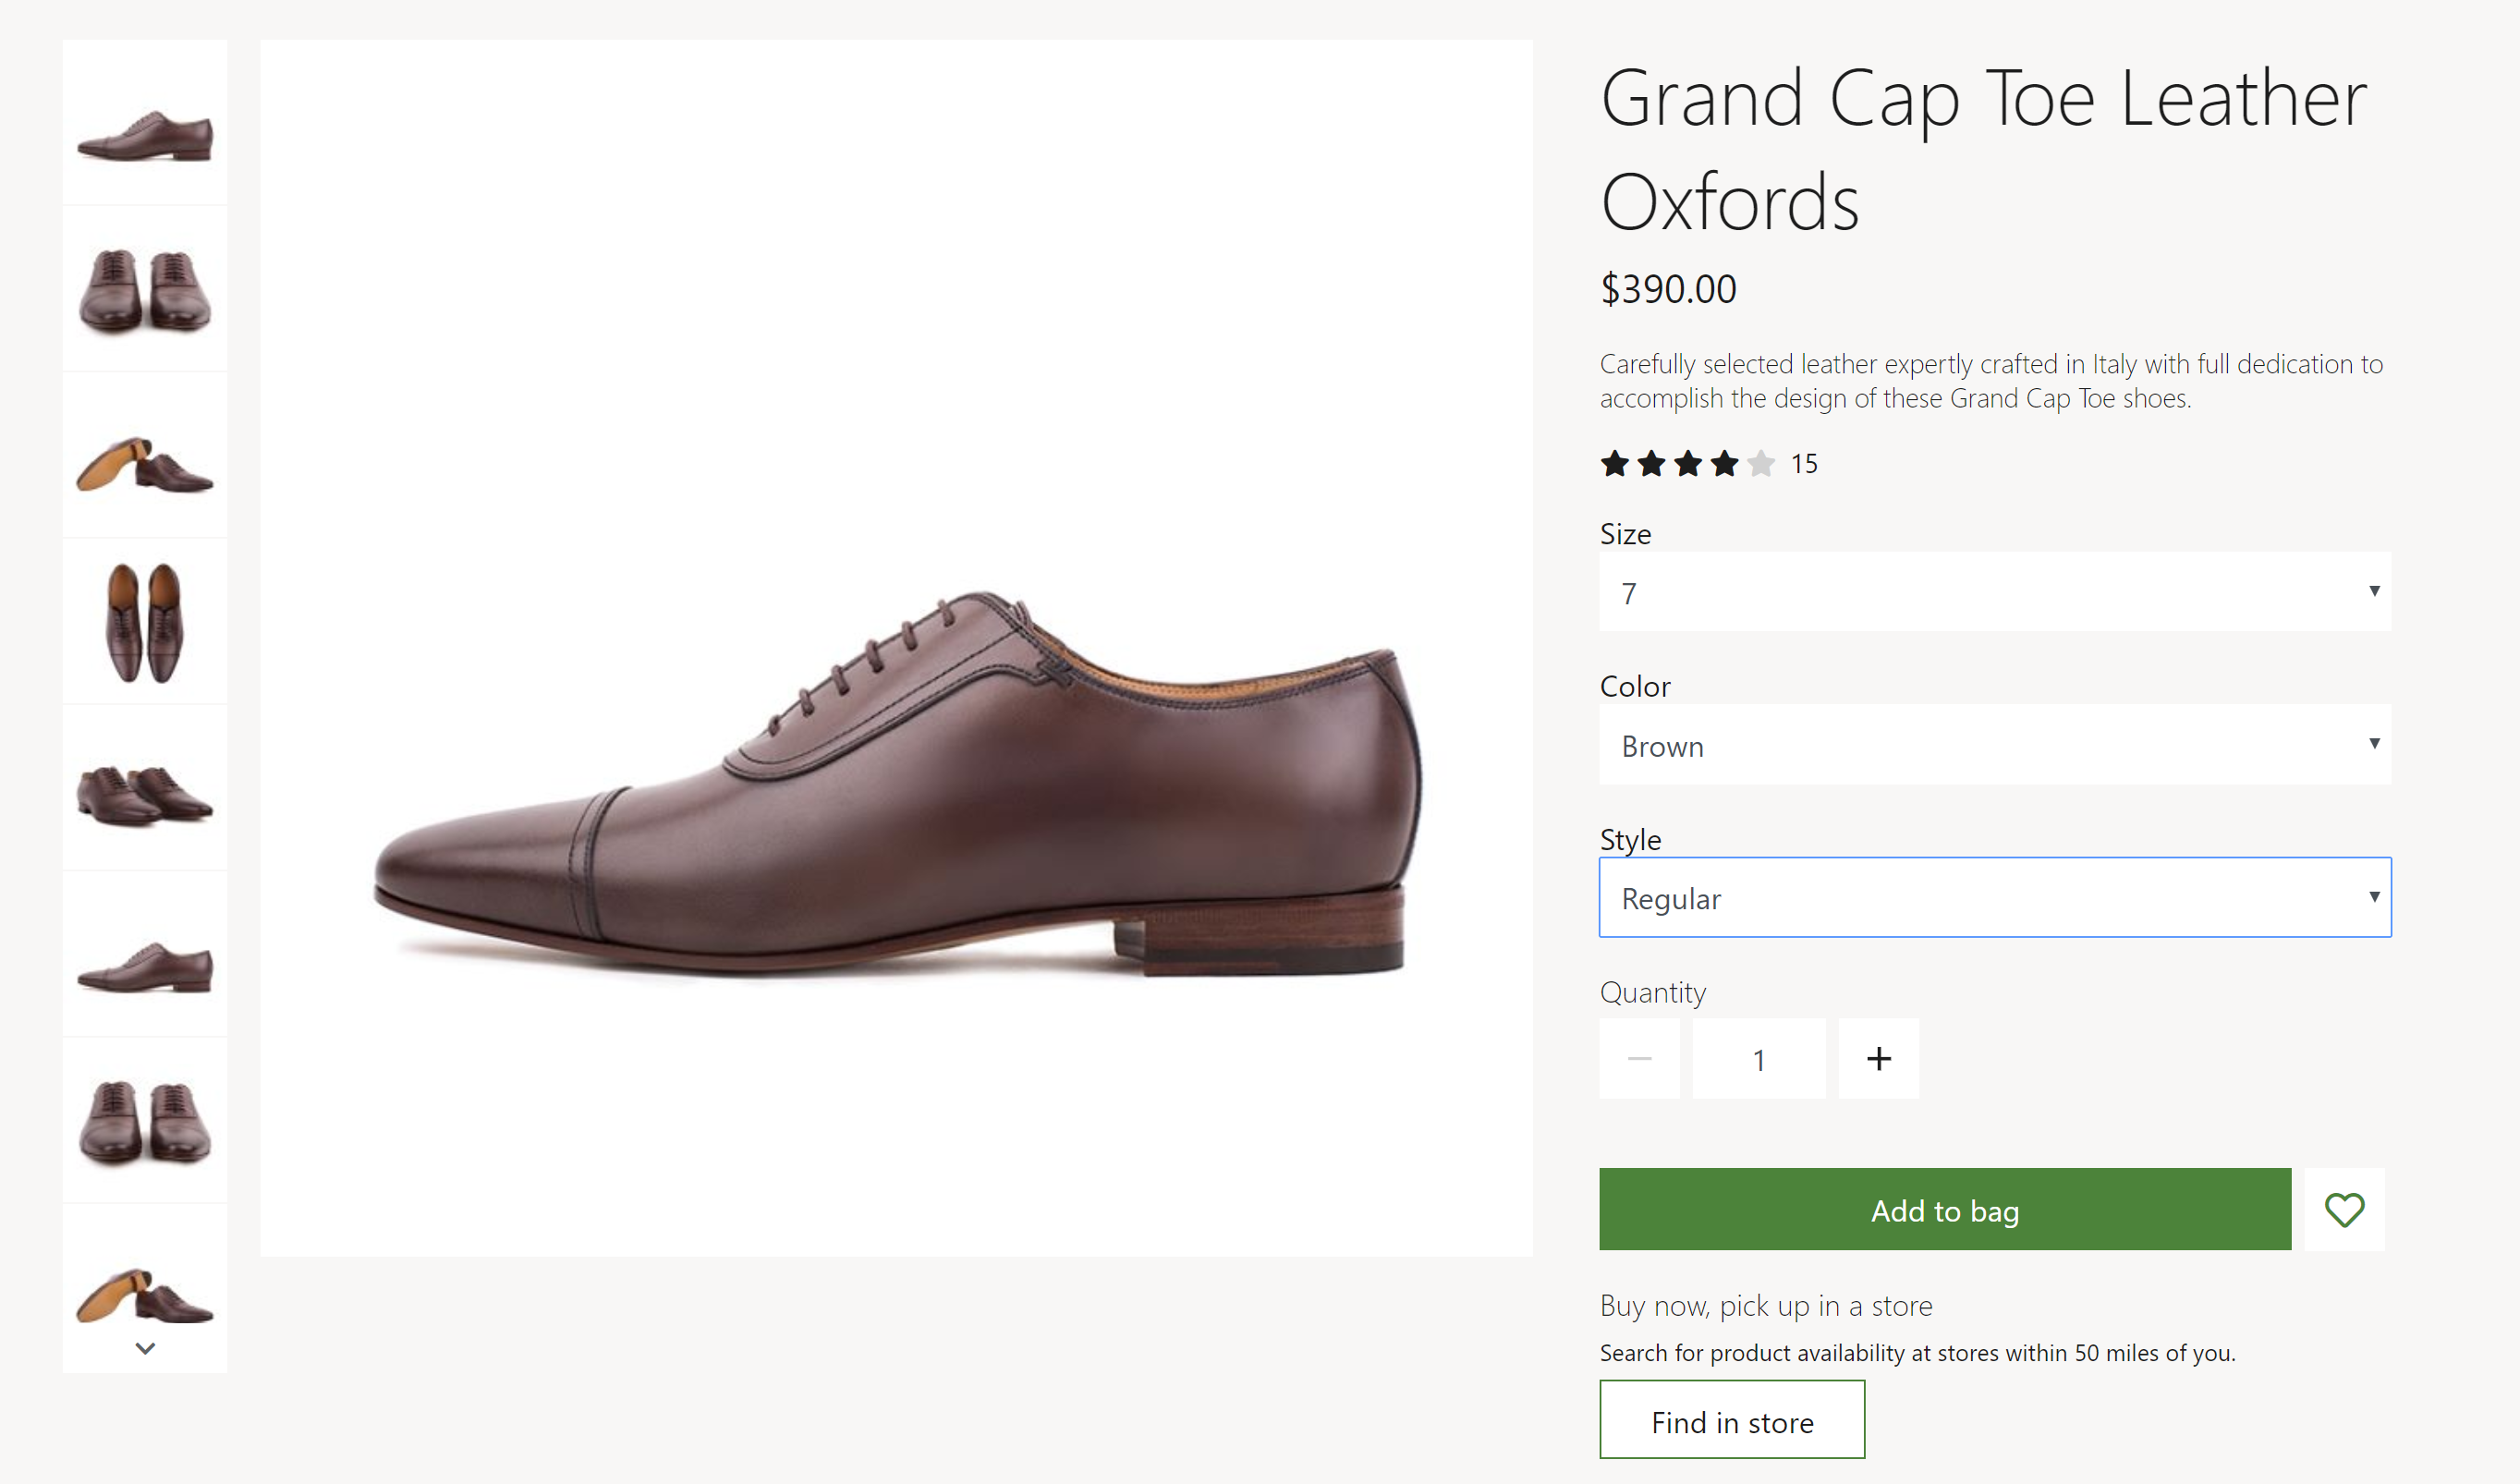 Grand Cap Toe Leather
Oxfords
$390.00
Carefully selected leather expertly crafted in Italy with full dedication to
accomplish the design of these Grand Cap Toe shoes.
15
Size
7
Color
Brown
Style
Regular
Quantity
1
Add to bag
Buy now, pick up in a store
Search for product availability at stores within 50 miles of you.
Find in store